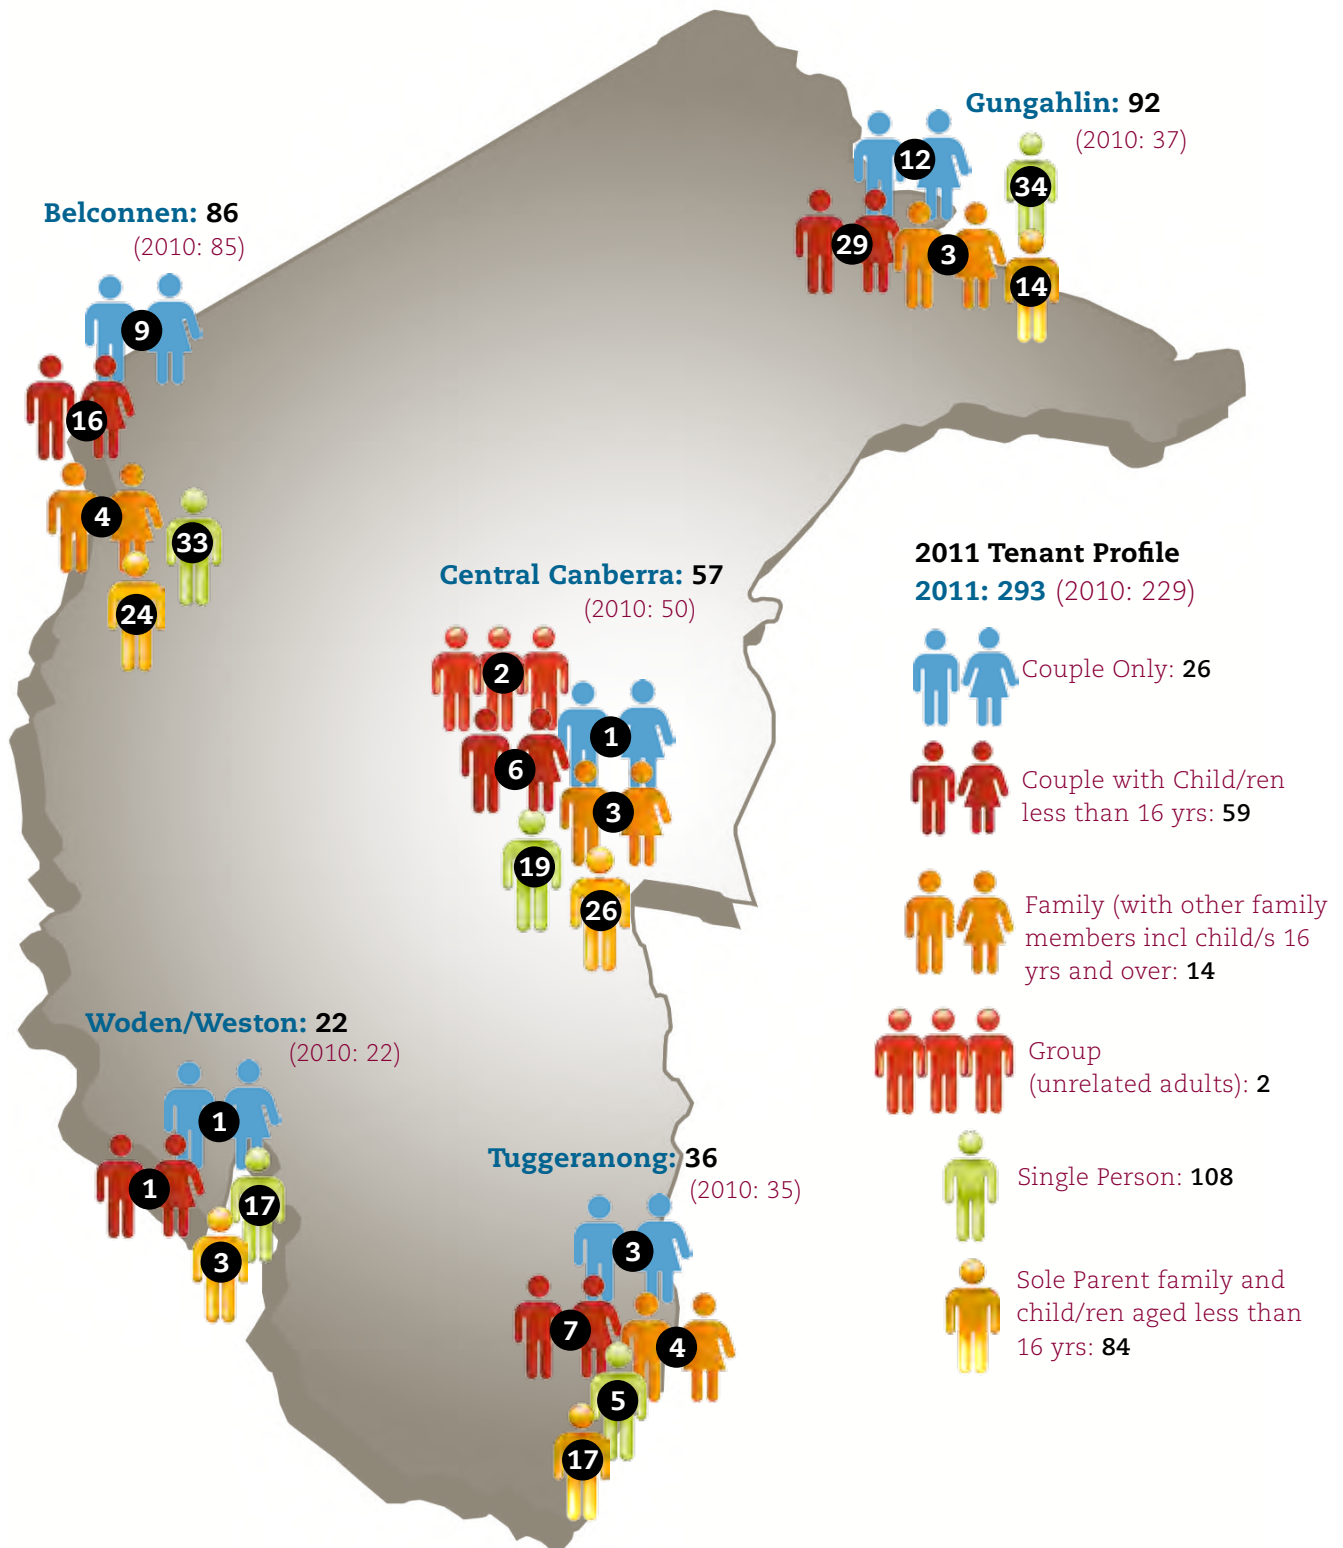 Gungahlin: 92
(2010: 37)
12
34
29
3
14
Belconnen: 86
(2010: 85)
9
16
4
33
24
Central Canberra: 57
(2010: 50)
2
1
6
3
19
26
Woden/Weston: 22
(2010: 22)
1
1
17
3
Tuggeranong: 36
(2010: 35)
3
7
4
5
17
2011 Tenant Profile
2011: 293 (2010: 229)
Couple Only: 26
Couple with Child/ren
less than 16 yrs: 59
Family (with other family
members incl child/s 16
yrs and over: 14
Group
(unrelated adults): 2
Single Person: 108
Sole Parent family and
child/ren aged less than
16 yrs: 84